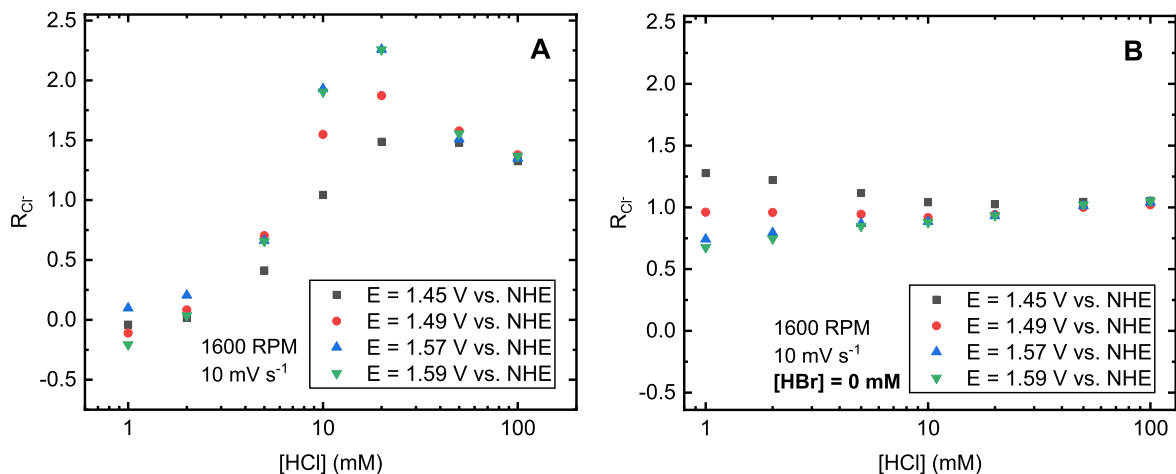 A
2.5
2.0
1.5
1.0
0.5
0.0
-0.5
R_Cl⁻
1600 RPM
10 mV s⁻¹
E = 1.45 V vs. NHE
E = 1.49 V vs. NHE
E = 1.57 V vs. NHE
E = 1.59 V vs. NHE
1
10
100
[HCl] (mM)
B
2.5
2.0
1.5
1.0
0.5
0.0
-0.5
R_Cl⁻
1600 RPM
10 mV s⁻¹
[HBr] = 0 mM
E = 1.45 V vs. NHE
E = 1.49 V vs. NHE
E = 1.57 V vs. NHE
E = 1.59 V vs. NHE
1
10
100
[HCl] (mM)